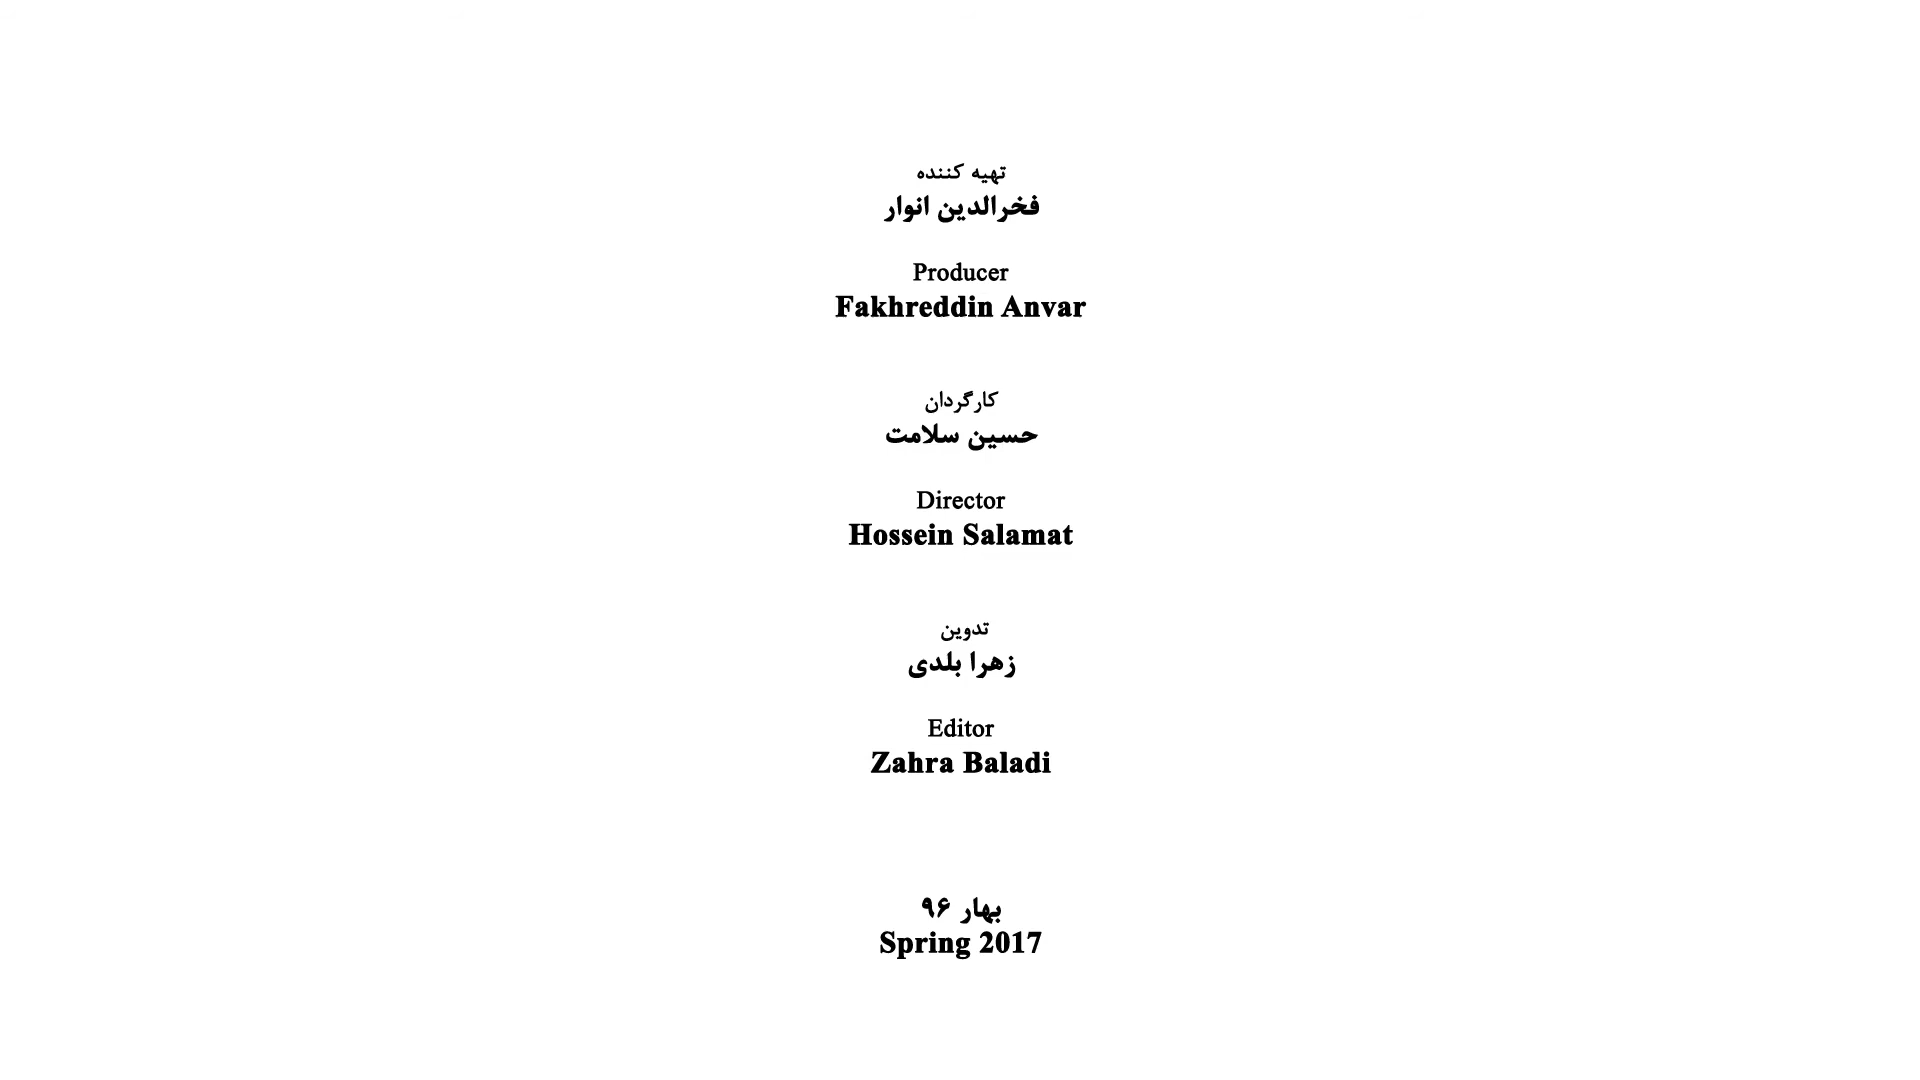 تهیه کننده
فخرالدین انوار
Producer
Fakhreddin Anvar
کارگردان
حسین سلامت
Director
Hossein Salamat
تدوین
زهرا بلدی
Editor
Zahra Baladi
بهار ۹۶
Spring 2017